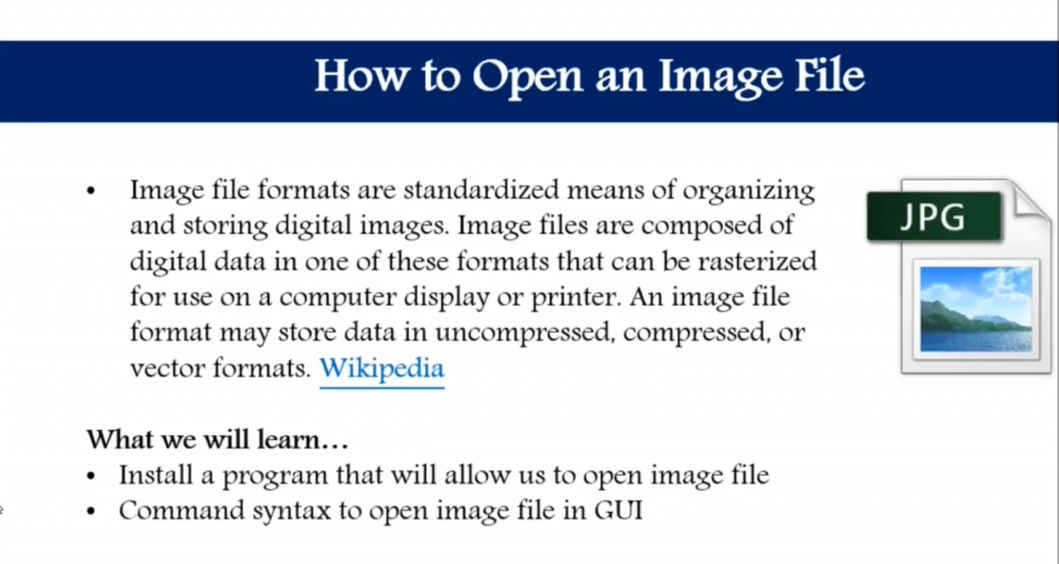 How to Open an Image File
• Image file formats are standardized means of organizing
and storing digital images. Image files are composed of
digital data in one of these formats that can be rasterized
for use on a computer display or printer. An image file
format may store data in uncompressed, compressed, or
vector formats. Wikipedia
JPG
What we will learn...
• Install a program that will allow us to open image file
• Command syntax to open image file in GUI